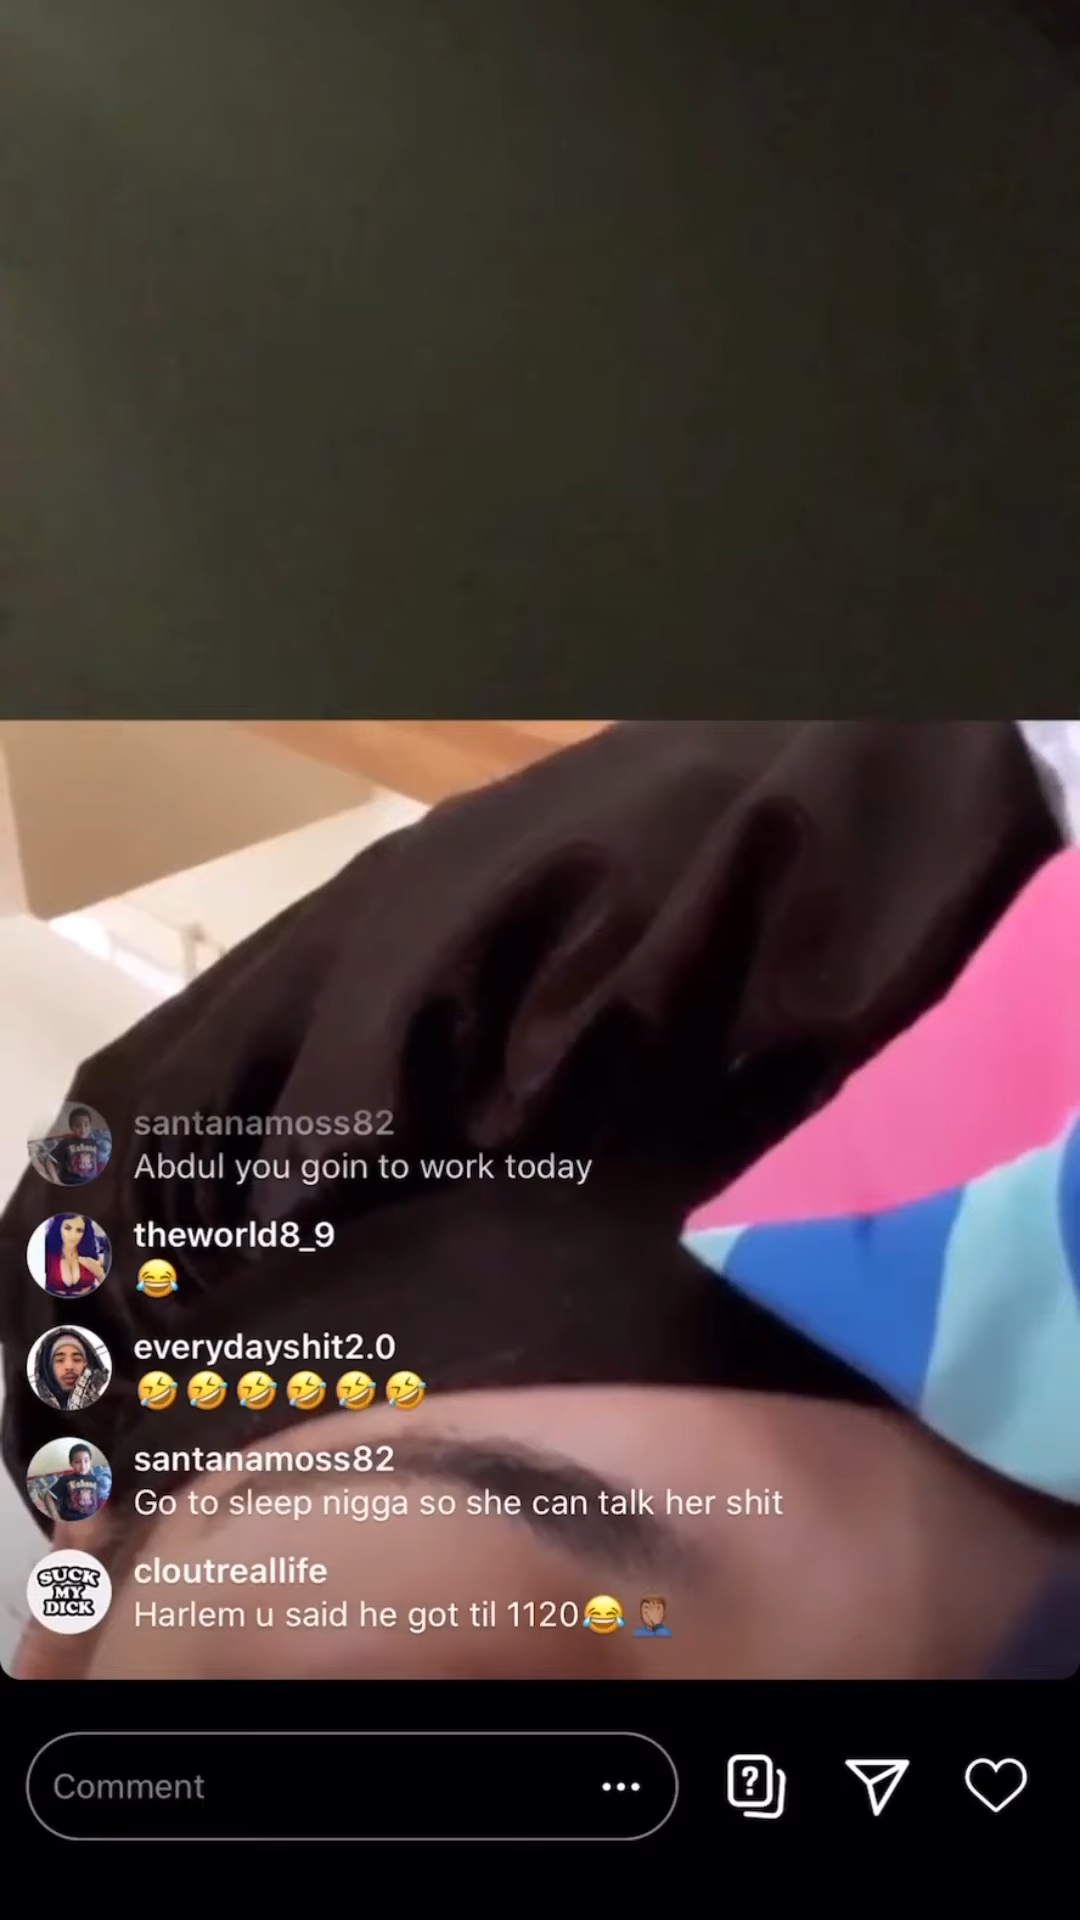 santanamoss82
Abdul you goin to work today
theworld8_9
😂
everydayshit2.0
🤣🤣🤣🤣🤣🤣
santanamoss82
Go to sleep nigga so she can talk her shit
SUCK
MY
DICK
cloutreallife
Harlem u said he got til 1120😂🤦🏽‍♂️
Comment